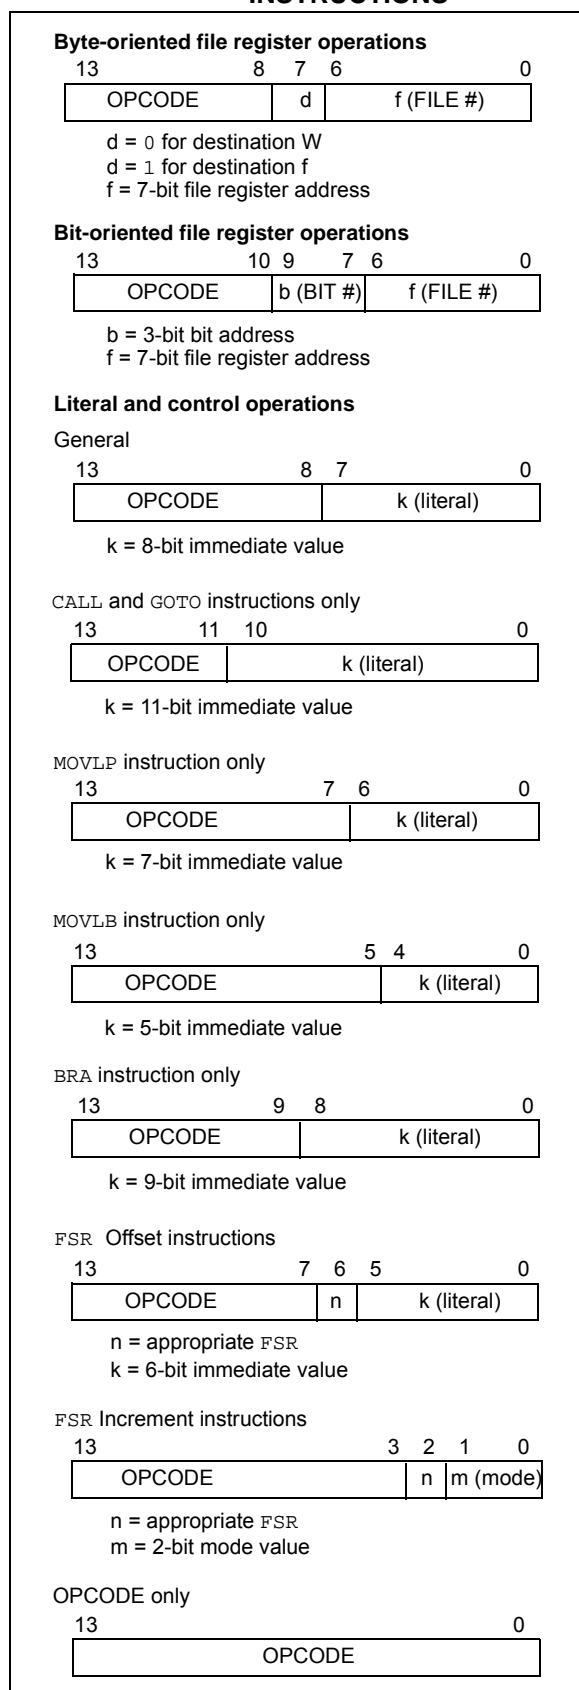 INSTRUCTIONS
Byte-oriented file register operations
13 8 7 6 0
OPCODE d f (FILE #)
d = 0 for destination W
d = 1 for destination f
f = 7-bit file register address
Bit-oriented file register operations
13 10 9 7 6 0
OPCODE b (BIT #) f (FILE #)
b = 3-bit bit address
f = 7-bit file register address
Literal and control operations
General
13 8 7 0
OPCODE k (literal)
k = 8-bit immediate value
CALL and GOTO instructions only
13 11 10 0
OPCODE k (literal)
k = 11-bit immediate value
MOVLP instruction only
13 7 6 0
OPCODE k (literal)
k = 7-bit immediate value
MOVLB instruction only
13 5 4 0
OPCODE k (literal)
k = 5-bit immediate value
BRA instruction only
13 9 8 0
OPCODE k (literal)
k = 9-bit immediate value
FSR Offset instructions
13 7 6 5 0
OPCODE n k (literal)
n = appropriate FSR
k = 6-bit immediate value
FSR Increment instructions
13 3 2 1 0
OPCODE n m (mode)
n = appropriate FSR
m = 2-bit mode value
OPCODE only
13 0
OPCODE